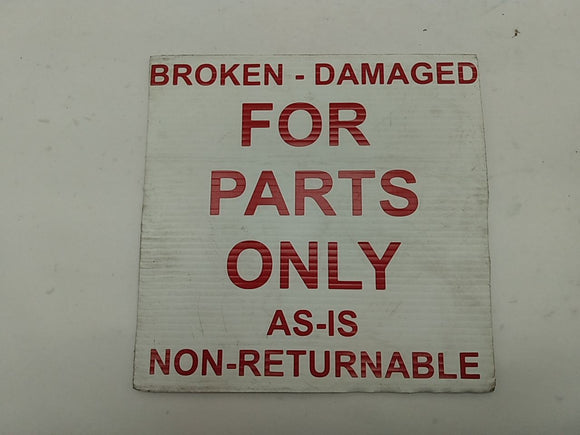 BROKEN - DAMAGED
FOR
PARTS
ONLY
AS-IS
NON-RETURNABLE